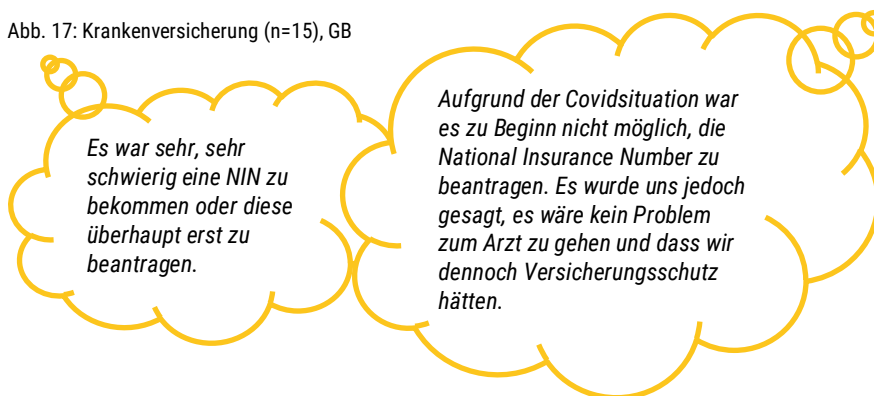 Abb. 17: Krankenversicherung (n=15), GB
Es war sehr, sehr
schwierig eine NIN zu
bekommen oder diese
überhaupt erst zu
beantragen.
Aufgrund der Covidsituation war
es zu Beginn nicht möglich, die
National Insurance Number zu
beantragen. Es wurde uns jedoch
gesagt, es wäre kein Problem
zum Arzt zu gehen und dass wir
dennoch Versicherungsschutz
hätten.